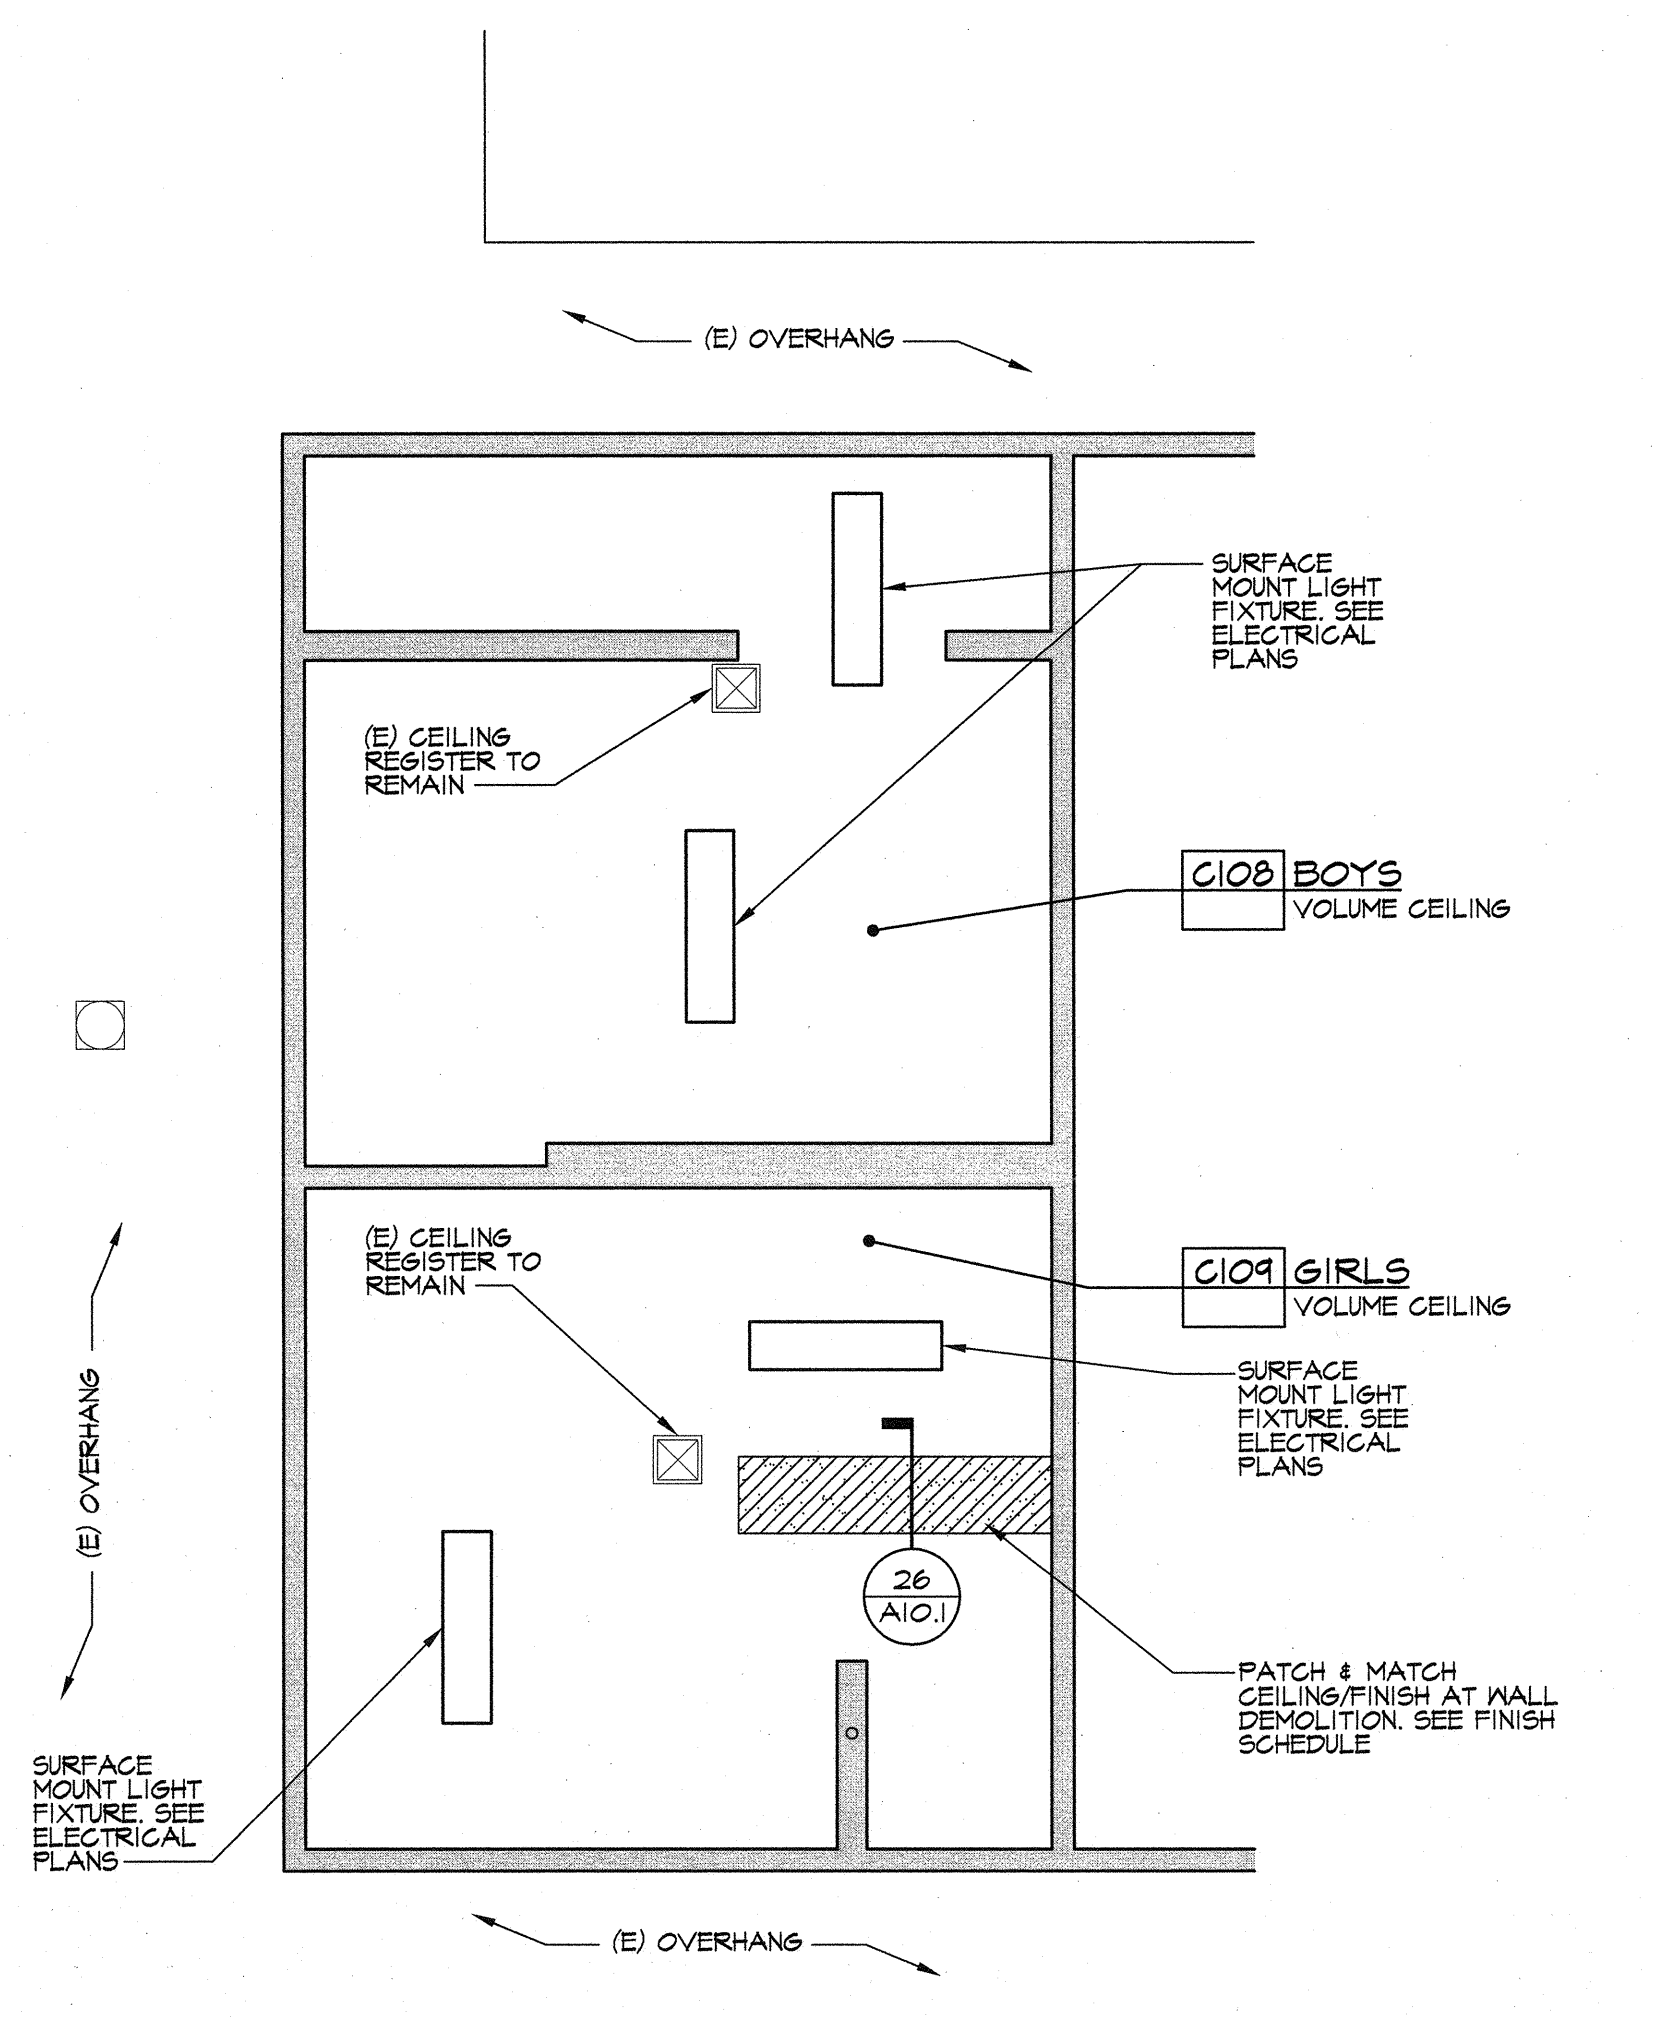 (E) OVERHANG
SURFACE
MOUNT LIGHT
FIXTURE. SEE
ELECTRICAL
PLANS
(E) CEILING
REGISTER TO
REMAIN
C108 BOYS
VOLUME CEILING
(E) CEILING
REGISTER TO
REMAIN
C109 GIRLS
VOLUME CEILING
SURFACE
MOUNT LIGHT
FIXTURE. SEE
ELECTRICAL
PLANS
(E) OVERHANG
26
A10.1
PATCH & MATCH
CEILING/FINISH AT WALL
DEMOLITION. SEE FINISH
SCHEDULE
SURFACE
MOUNT LIGHT
FIXTURE. SEE
ELECTRICAL
PLANS
(E) OVERHANG